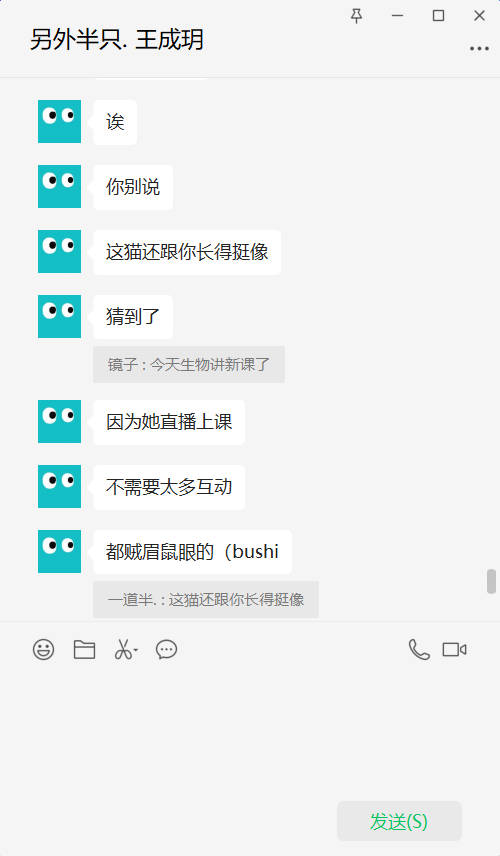 另外半只. 王成玥
诶
你别说
这猫还跟你长得挺像
猜到了
镜子 : 今天生物讲新课了
因为她直播上课
不需要太多互动
都贼眉鼠眼的（bushi
一道半. : 这猫还跟你长得挺像
发送(S)